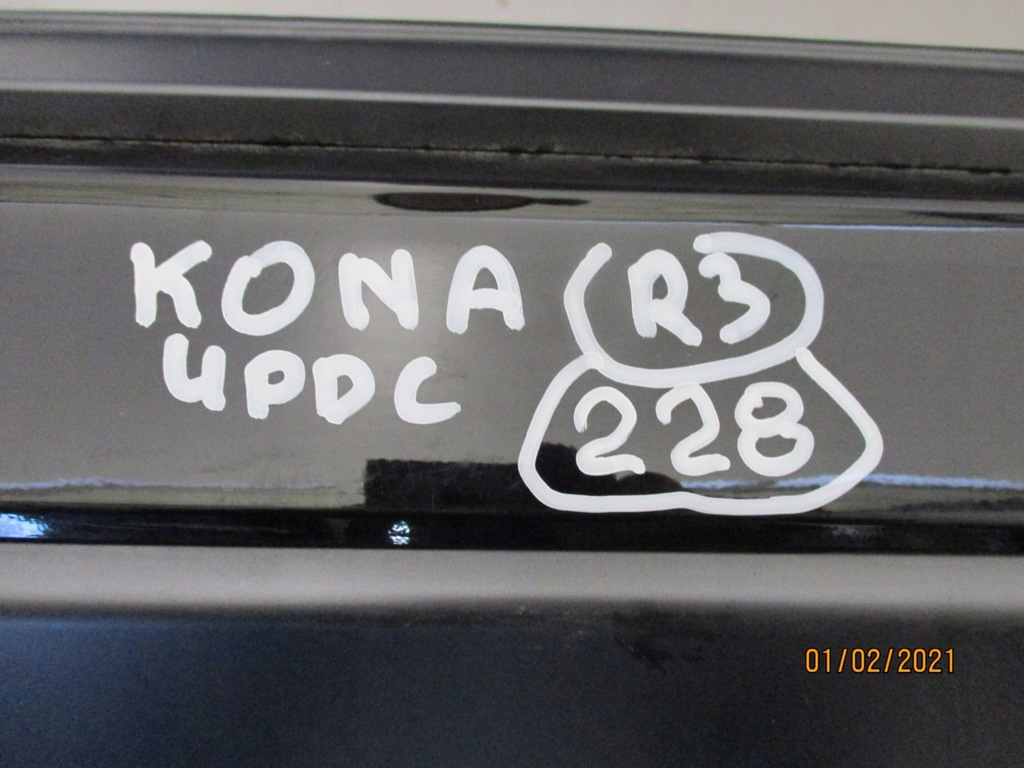 KONA R3
UPDC 228
01/02/2021